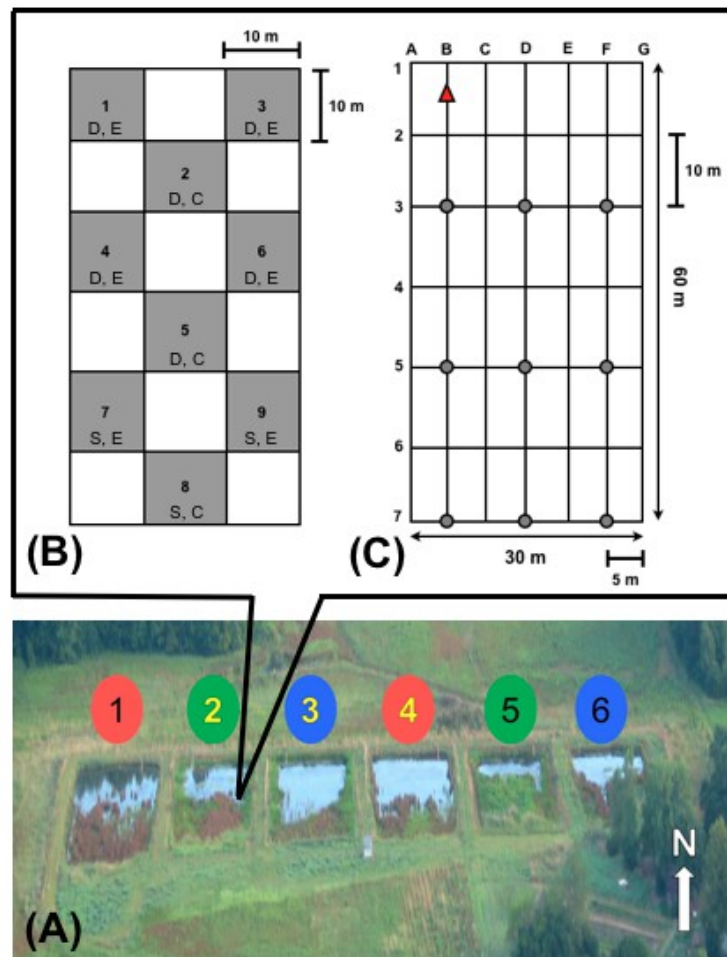 10 m
10 m
1
D, E
3
D, E
2
D, C
4
D, E
6
D, E
5
D, C
7
S, E
9
S, E
8
S, C
(B)
A B C D E F G
1
2
3
4
5
6
7
10 m
60 m
30 m
5 m
(C)
1 2 3 4 5 6
N
(A)